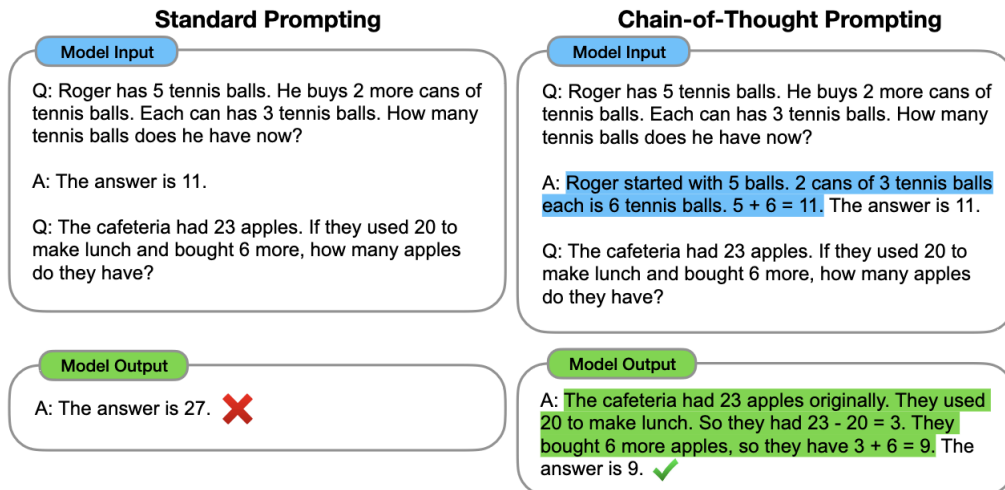 Standard Prompting
Model Input
Q: Roger has 5 tennis balls. He buys 2 more cans of
tennis balls. Each can has 3 tennis balls. How many
tennis balls does he have now?
A: The answer is 11.
Q: The cafeteria had 23 apples. If they used 20 to
make lunch and bought 6 more, how many apples
do they have?
Model Output
A: The answer is 27.
Chain-of-Thought Prompting
Model Input
Q: Roger has 5 tennis balls. He buys 2 more cans of
tennis balls. Each can has 3 tennis balls. How many
tennis balls does he have now?
A: Roger started with 5 balls. 2 cans of 3 tennis balls
each is 6 tennis balls. 5 + 6 = 11. The answer is 11.
Q: The cafeteria had 23 apples. If they used 20 to
make lunch and bought 6 more, how many apples
do they have?
Model Output
A: The cafeteria had 23 apples originally. They used
20 to make lunch. So they had 23 - 20 = 3. They
bought 6 more apples, so they have 3 + 6 = 9. The
answer is 9.